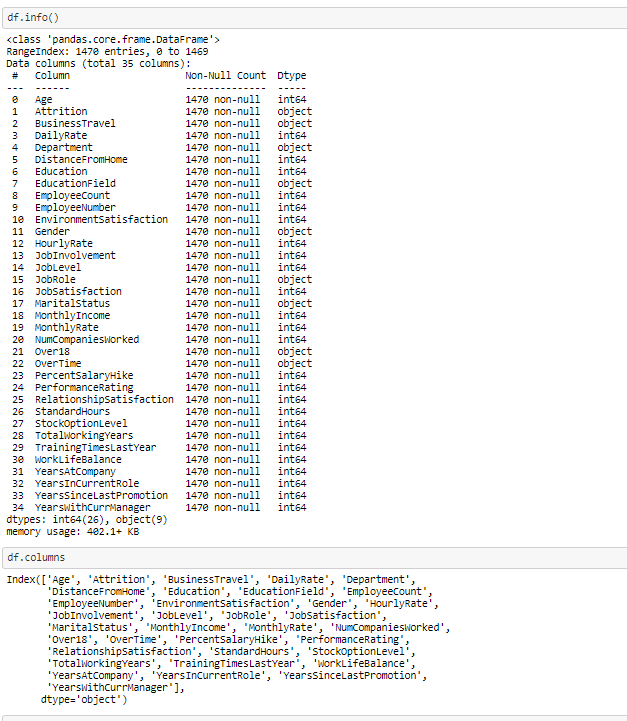 df.info()
<class 'pandas.core.frame.DataFrame'>
RangeIndex: 1470 entries, 0 to 1469
Data columns (total 35 columns):
 #   Column                    Non-Null Count  Dtype
---  ------                    --------------  -----
 0   Age                       1470 non-null   int64
 1   Attrition                 1470 non-null   object
 2   BusinessTravel            1470 non-null   object
 3   DailyRate                 1470 non-null   int64
 4   Department                1470 non-null   object
 5   DistanceFromHome          1470 non-null   int64
 6   Education                 1470 non-null   int64
 7   EducationField            1470 non-null   object
 8   EmployeeCount             1470 non-null   int64
 9   EmployeeNumber            1470 non-null   int64
 10  EnvironmentSatisfaction   1470 non-null   int64
 11  Gender                    1470 non-null   object
 12  HourlyRate                1470 non-null   int64
 13  JobInvolvement            1470 non-null   int64
 14  JobLevel                  1470 non-null   int64
 15  JobRole                   1470 non-null   object
 16  JobSatisfaction           1470 non-null   int64
 17  MaritalStatus             1470 non-null   object
 18  MonthlyIncome             1470 non-null   int64
 19  MonthlyRate               1470 non-null   int64
 20  NumCompaniesWorked        1470 non-null   int64
 21  Over18                    1470 non-null   object
 22  OverTime                  1470 non-null   object
 23  PercentSalaryHike         1470 non-null   int64
 24  PerformanceRating         1470 non-null   int64
 25  RelationshipSatisfaction  1470 non-null   int64
 26  StandardHours             1470 non-null   int64
 27  StockOptionLevel          1470 non-null   int64
 28  TotalWorkingYears         1470 non-null   int64
 29  TrainingTimesLastYear     1470 non-null   int64
 30  WorkLifeBalance           1470 non-null   int64
 31  YearsAtCompany            1470 non-null   int64
 32  YearsInCurrentRole        1470 non-null   int64
 33  YearsSinceLastPromotion   1470 non-null   int64
 34  YearsWithCurrManager      1470 non-null   int64
dtypes: int64(26), object(9)
memory usage: 402.1+ KB
df.columns
Index(['Age', 'Attrition', 'BusinessTravel', 'DailyRate', 'Department',
       'DistanceFromHome', 'Education', 'EducationField', 'EmployeeCount',
       'EmployeeNumber', 'EnvironmentSatisfaction', 'Gender', 'HourlyRate',
       'JobInvolvement', 'JobLevel', 'JobRole', 'JobSatisfaction',
       'MaritalStatus', 'MonthlyIncome', 'MonthlyRate', 'NumCompaniesWorked',
       'Over18', 'OverTime', 'PercentSalaryHike', 'PerformanceRating',
       'RelationshipSatisfaction', 'StandardHours', 'StockOptionLevel',
       'TotalWorkingYears', 'TrainingTimesLastYear', 'WorkLifeBalance',
       'YearsAtCompany', 'YearsInCurrentRole', 'YearsSinceLastPromotion',
       'YearsWithCurrManager'],
      dtype='object')